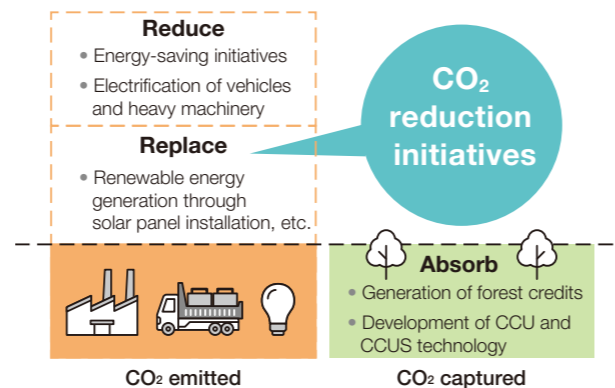 Reduce
• Energy-saving initiatives
• Electrification of vehicles
and heavy machinery
Replace
• Renewable energy
generation through
solar panel installation, etc.
CO₂
reduction
initiatives
Absorb
• Generation of forest credits
• Development of CCU and
CCUS technology
CO₂ emitted
CO₂ captured